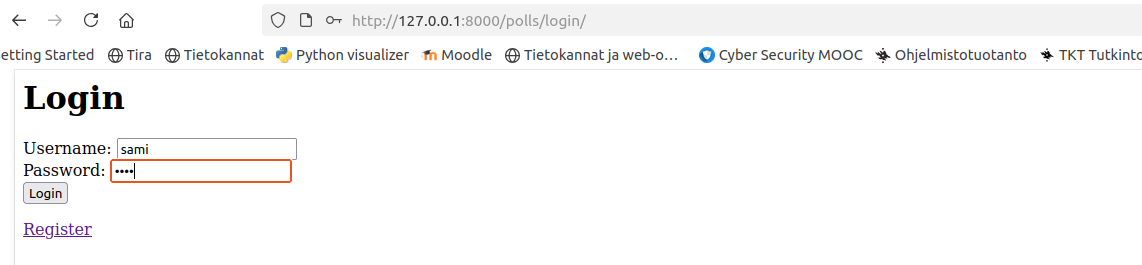 http://127.0.0.1:8000/polls/login/
etting Started Tira Tietokannat Python visualizer Moodle Tietokannat ja web-o… Cyber Security MOOC Ohjelmistotuotanto TKT Tutkinto
Login
Username: sami
Password: ••••
Login
Register